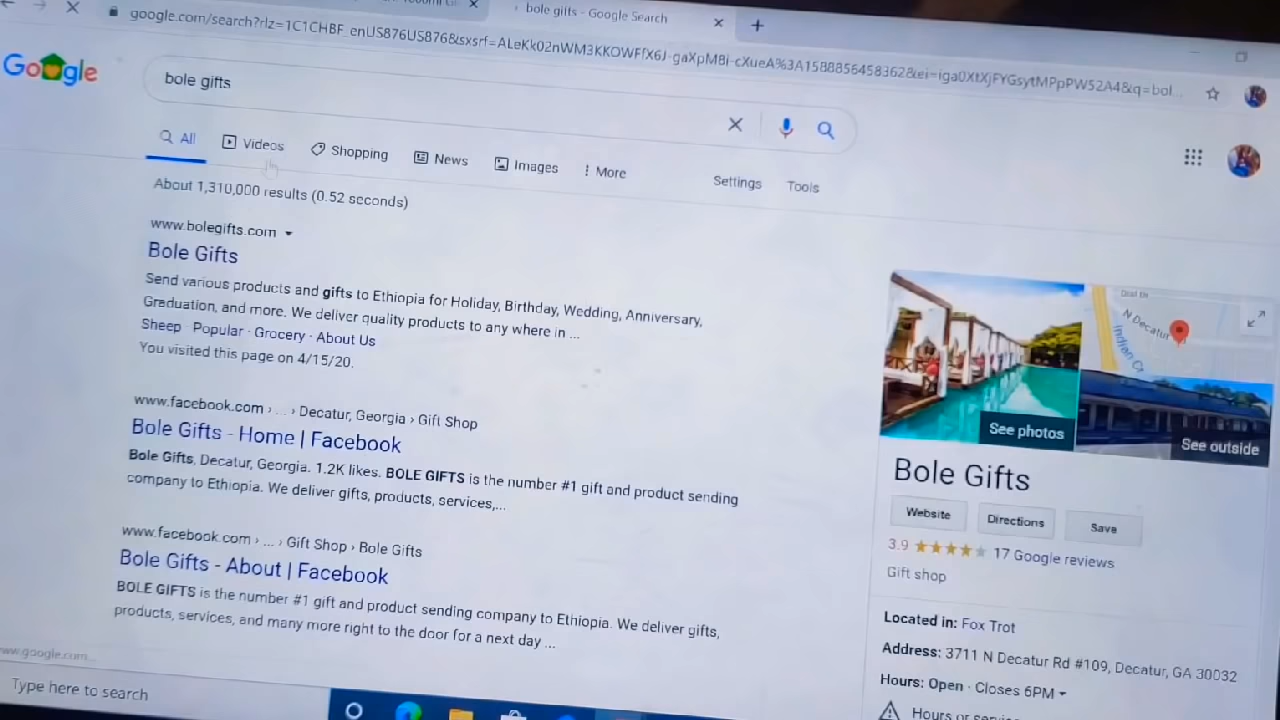 bole gifts - Google Search
google.com/search?rlz=1C1CHBF_enUS876US876&sxsrf=
Google
bole gifts
All Videos Shopping News Images More Settings Tools
About 1,310,000 results (0.52 seconds)
www.bolegifts.com
Bole Gifts
Send various products and gifts to Ethiopia for Holiday, Birthday, Wedding, Anniversary,
Graduation, and more. We deliver quality products to any where in ...
Sheep · Popular · Grocery · About Us
You visited this page on 4/15/20.
www.facebook.com › ... › Decatur, Georgia › Gift Shop
Bole Gifts - Home | Facebook
Bole Gifts, Decatur, Georgia. 1.2K likes. BOLE GIFTS is the number #1 gift and product sending
company to Ethiopia. We deliver gifts, products, services,...
www.facebook.com › ... › Gift Shop › Bole Gifts
Bole Gifts - About | Facebook
BOLE GIFTS is the number #1 gift and product sending company to Ethiopia. We deliver gifts,
products, services, and many more right to the door for a next day ...
www.google.com...
Type here to search
N Decatur
Indian
See photos
See outside
Bole Gifts
Website Directions Save
3.9 17 Google reviews
Gift shop
Located in: Fox Trot
Address: 3711 N Decatur Rd #109, Decatur, GA 30032
Hours: Open · Closes 6PM
Hours or